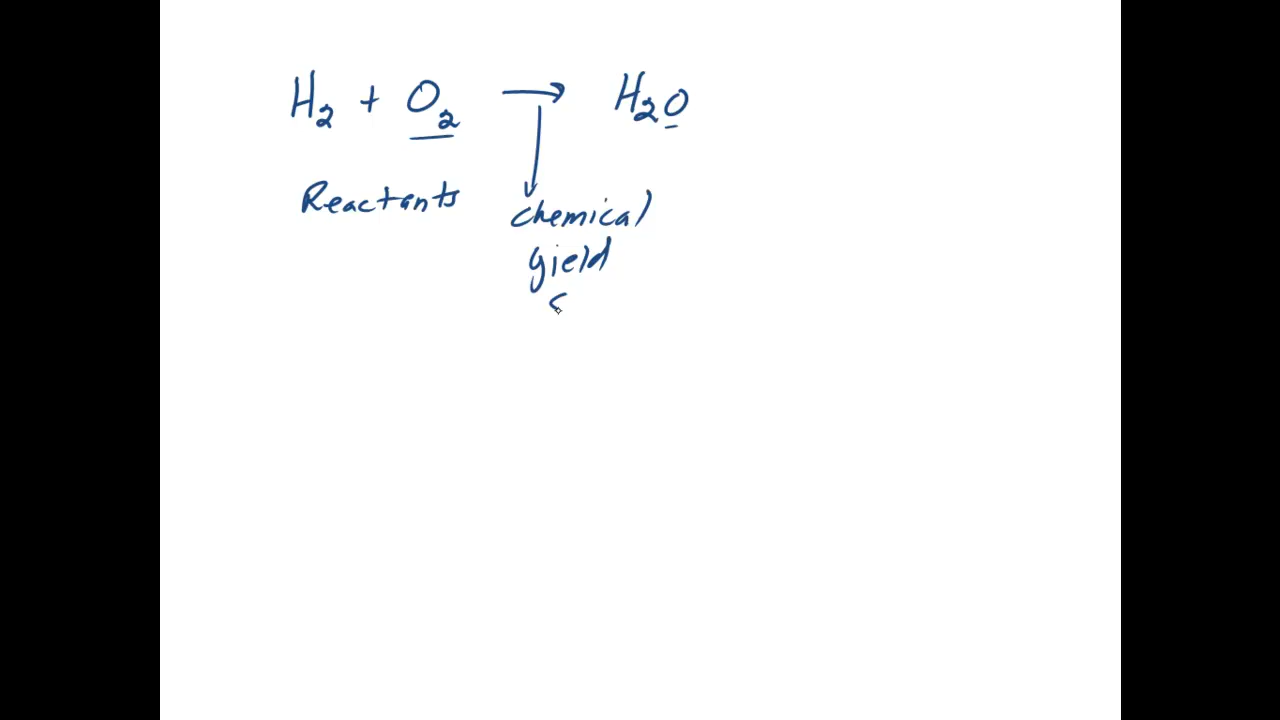 H₂ + O₂ → H₂O
Reactants
chemical
yield